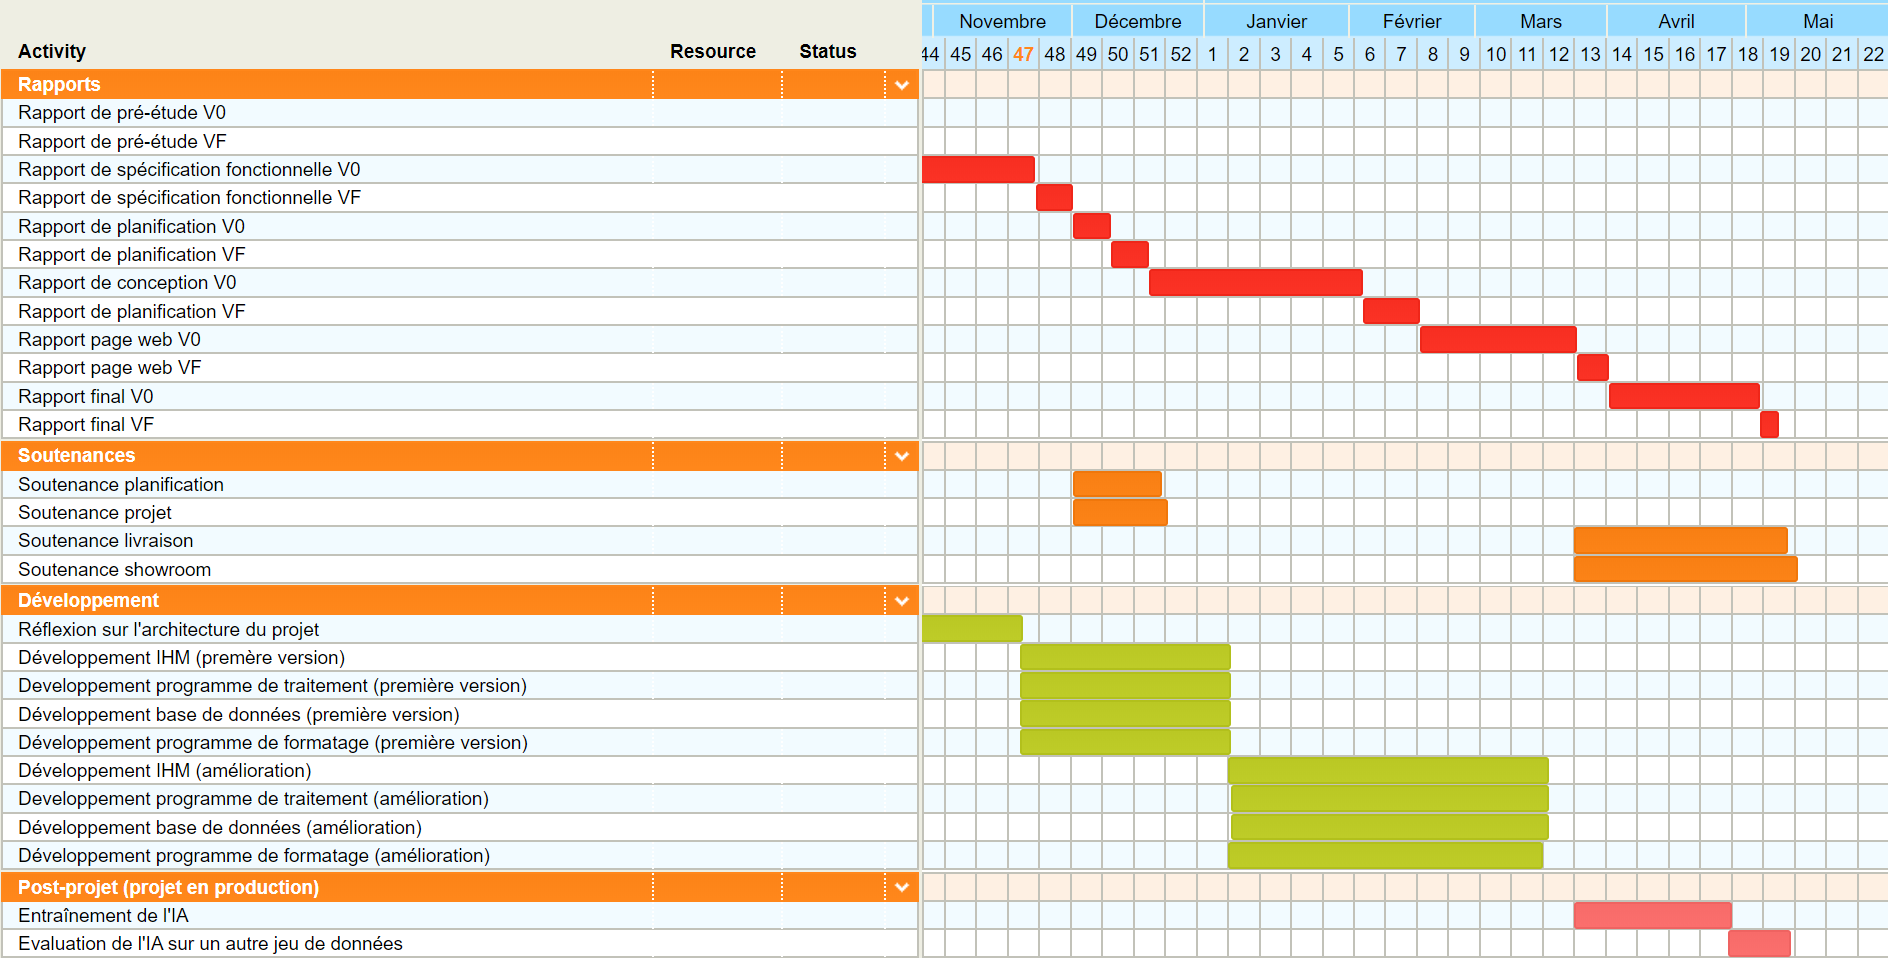 Novembre Décembre Janvier Février Mars Avril Mai
Activity Resource Status 44 45 46 47 48 49 50 51 52 1 2 3 4 5 6 7 8 9 10 11 12 13 14 15 16 17 18 19 20 21 22
Rapports
Rapport de pré-étude V0
Rapport de pré-étude VF
Rapport de spécification fonctionnelle V0
Rapport de spécification fonctionnelle VF
Rapport de planification V0
Rapport de planification VF
Rapport de conception V0
Rapport de planification VF
Rapport page web V0
Rapport page web VF
Rapport final V0
Rapport final VF
Soutenances
Soutenance planification
Soutenance projet
Soutenance livraison
Soutenance showroom
Développement
Réflexion sur l'architecture du projet
Développement IHM (premère version)
Developpement programme de traitement (première version)
Développement base de données (première version)
Développement programme de formatage (première version)
Développement IHM (amélioration)
Developpement programme de traitement (amélioration)
Développement base de données (amélioration)
Développement programme de formatage (amélioration)
Post-projet (projet en production)
Entraînement de l'IA
Evaluation de l'IA sur un autre jeu de données